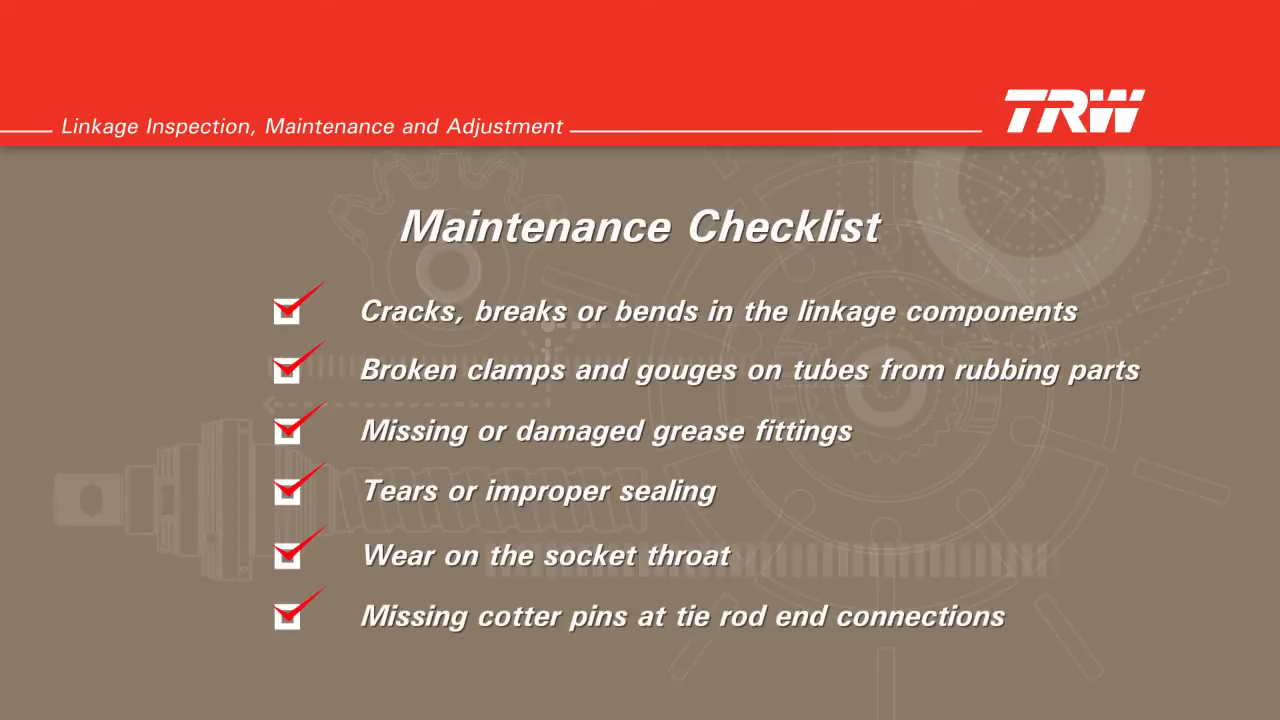 TRW
Linkage Inspection, Maintenance and Adjustment
Maintenance Checklist
Cracks, breaks or bends in the linkage components
Broken clamps and gouges on tubes from rubbing parts
Missing or damaged grease fittings
Tears or improper sealing
Wear on the socket throat
Missing cotter pins at tie rod end connections